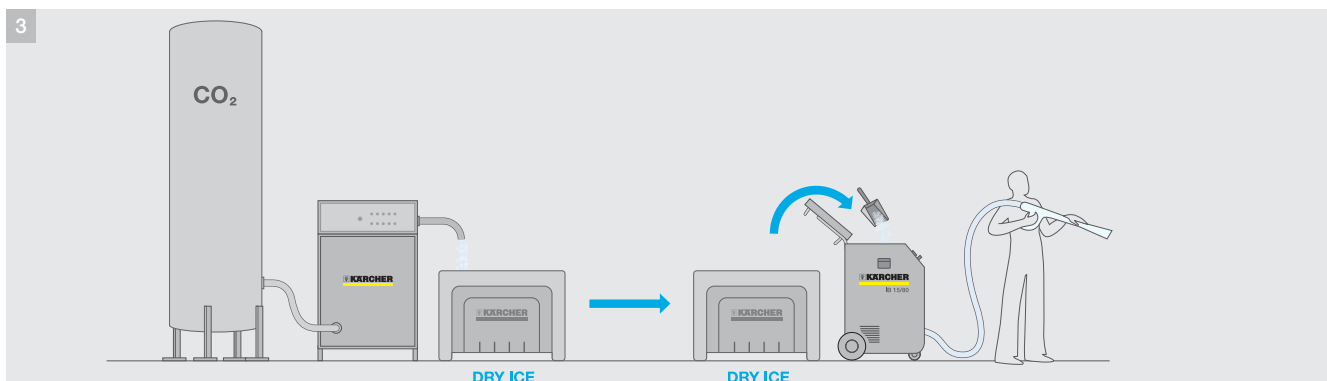 3
CO₂
KÄRCHER
KÄRCHER
DRY ICE
KÄRCHER
DRY ICE
KÄRCHER
IB 15/80